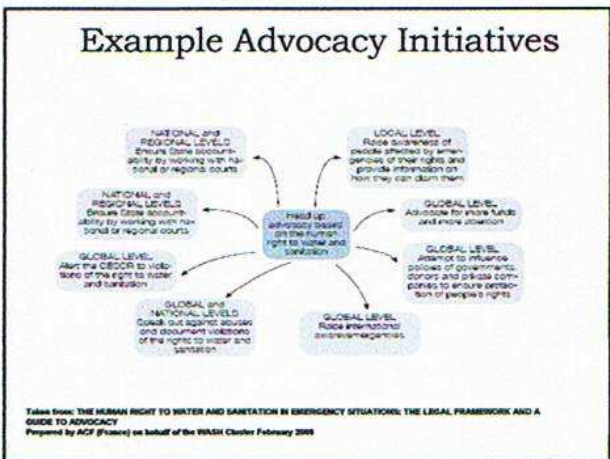 Example Advocacy Initiatives
NATIONAL and
REGIONAL LEVELS
Ensure State account-
ability by working with na-
tional or regional courts
LOCAL LEVEL
Raise awareness of
people affected by emer-
gencies of their rights and
provide information on
how they can claim them
NATIONAL and
REGIONAL LEVELS
Ensure State account-
ability by working with na-
tional or regional courts
Head up
advocacy based
on the human
right to water and
sanitation
GLOBAL LEVEL
Advocate for more funds
and more attention
GLOBAL LEVEL
Alert the CESCR to viola-
tions of the right to water
and sanitation
GLOBAL LEVEL
Attempt to influence
policies of governments,
donors and private com-
panies to ensure protec-
tion of people's rights
GLOBAL and
NATIONAL LEVELS
Speak out against abuses
and document violations
of the rights to water and
sanitation
GLOBAL LEVEL
Raise international
awareemergencies
Taken from: THE HUMAN RIGHT TO WATER AND SANITATION IN EMERGENCY SITUATIONS: THE LEGAL FRAMEWORK AND A
GUIDE TO ADVOCACY
Prepared by ACF (France) on behalf of the WASH Cluster February 2009